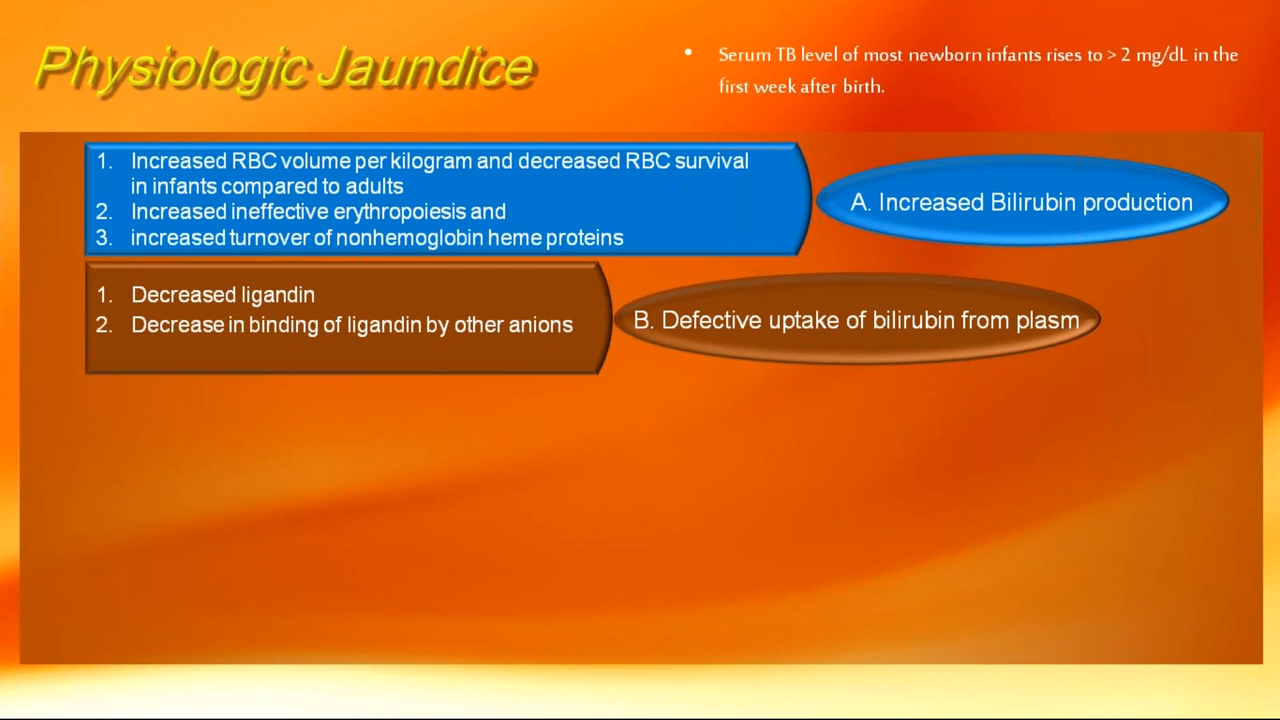 Physiologic Jaundice
• Serum TB level of most newborn infants rises to > 2 mg/dL in the
first week after birth.
1. Increased RBC volume per kilogram and decreased RBC survival
in infants compared to adults
2. Increased ineffective erythropoiesis and
3. increased turnover of nonhemoglobin heme proteins
A. Increased Bilirubin production
1. Decreased ligandin
2. Decrease in binding of ligandin by other anions
B. Defective uptake of bilirubin from plasm